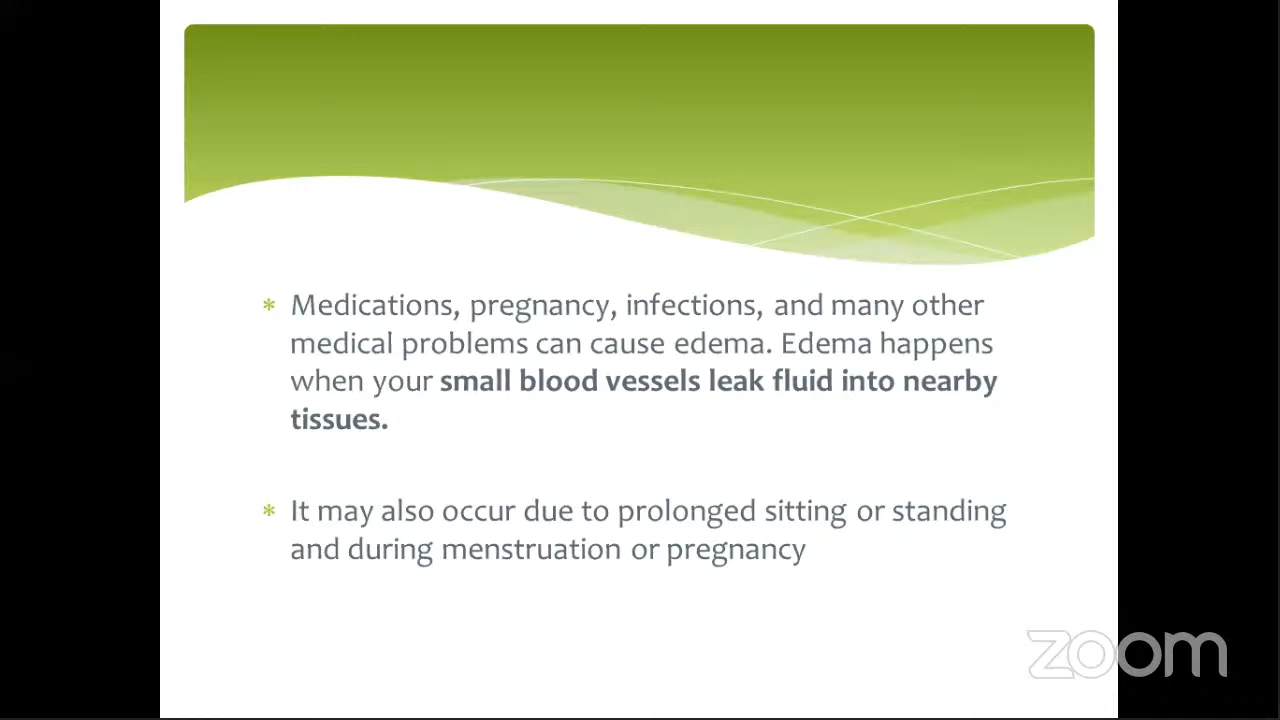 * Medications, pregnancy, infections, and many other
medical problems can cause edema. Edema happens
when your small blood vessels leak fluid into nearby
tissues.
* It may also occur due to prolonged sitting or standing
and during menstruation or pregnancy
zoom